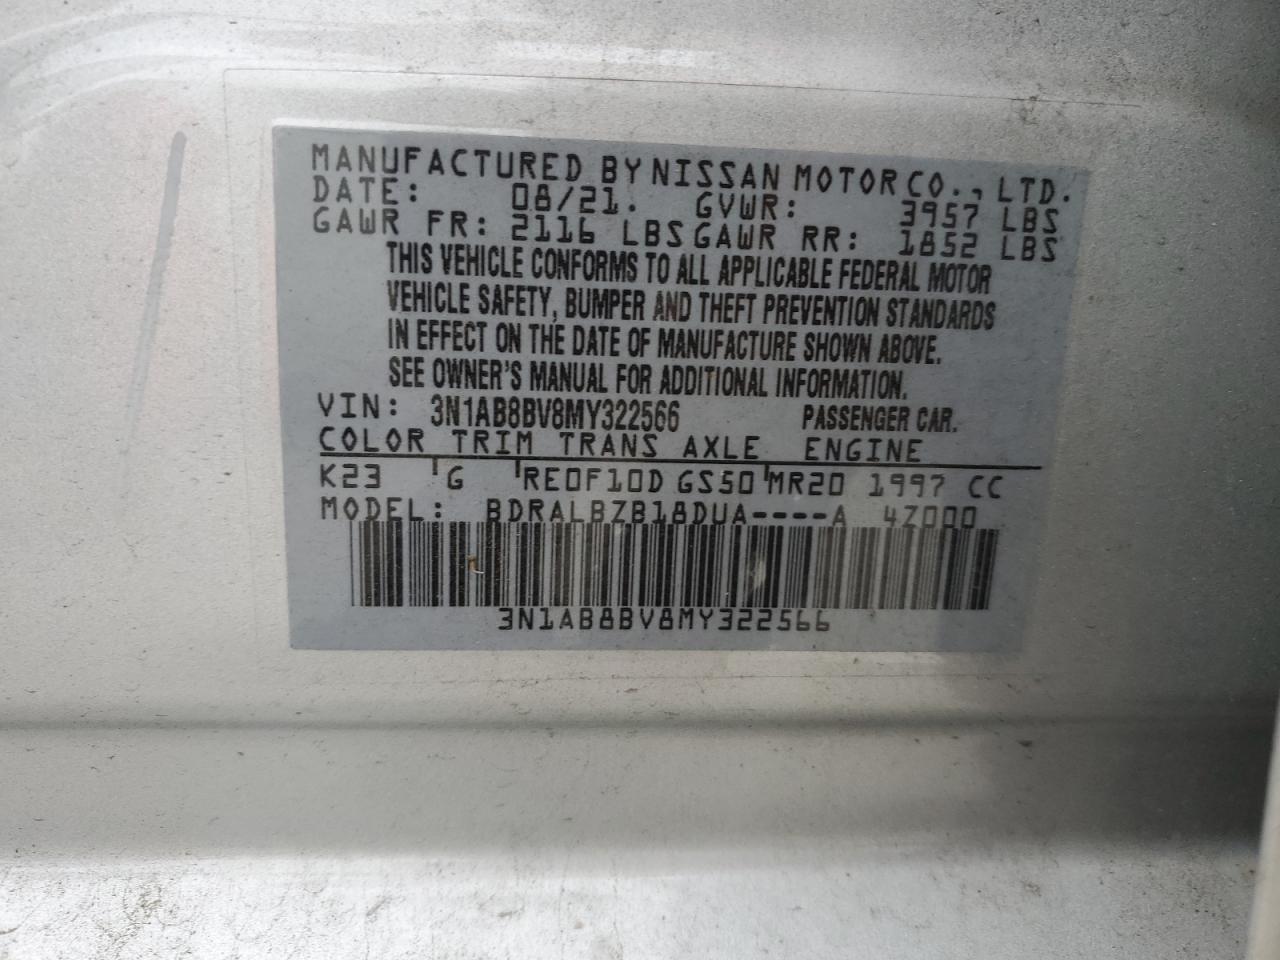 MANUFACTURED BY NISSAN MOTOR CO., LTD.
DATE: 08/21. GVWR: 3957 LBS
GAWR FR: 2116 LBS GAWR RR: 1852 LBS
THIS VEHICLE CONFORMS TO ALL APPLICABLE FEDERAL MOTOR
VEHICLE SAFETY, BUMPER AND THEFT PREVENTION STANDARDS
IN EFFECT ON THE DATE OF MANUFACTURE SHOWN ABOVE.
SEE OWNER'S MANUAL FOR ADDITIONAL INFORMATION.
VIN: 3N1AB8BV8MY322566 PASSENGER CAR.
COLOR TRIM TRANS AXLE ENGINE
K23 G RE0F10D GS50 MR20 1997 CC
MODEL: BDRALBZB18DUA----A 4Z000
3N1AB8BV8MY322566